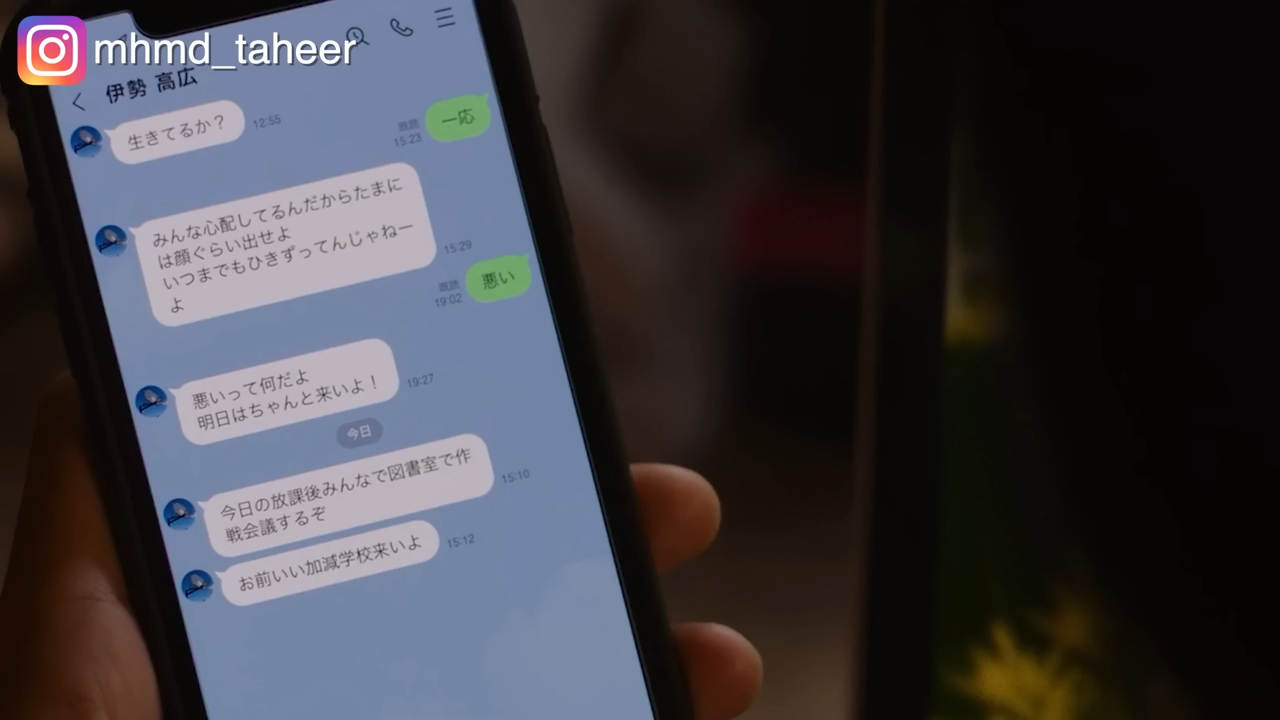 mhmd_taheer
伊勢 高広
生きてるか？
12:55
一応
既読
15:23
みんな心配してるんだからたまに
は顔ぐらい出せよ
いつまでもひきずってんじゃねー
よ
15:29
悪い
既読
19:02
悪いって何だよ
明日はちゃんと来いよ！
19:27
今日
今日の放課後みんなで図書室で作
戦会議するぞ
15:10
お前いい加減学校来いよ
15:12